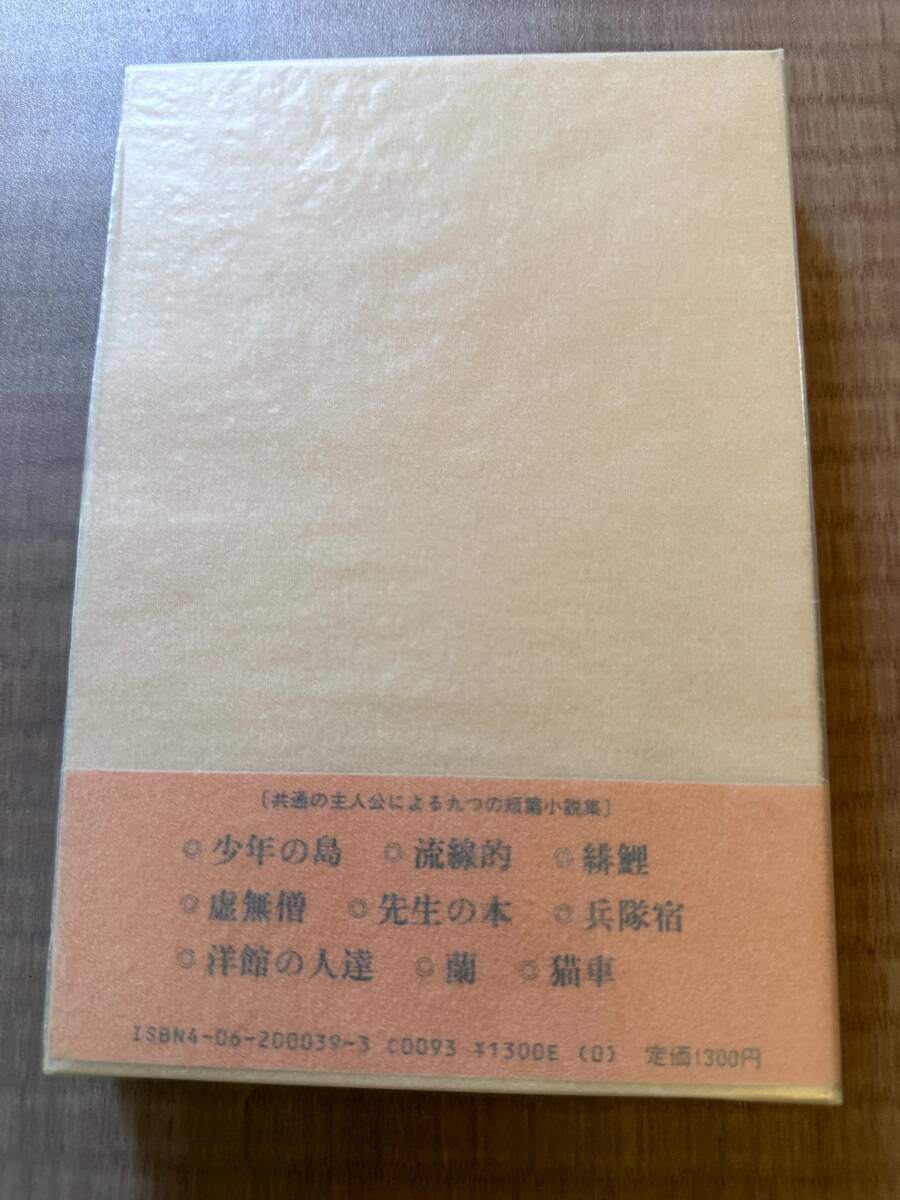 〔共通の主人公による九つの短篇小説集〕
◎少年の島 ◎流線的 ◎緋鯉
◎虚無僧 ◎先生の本 ◎兵隊宿
◎洋館の人達 ◎蘭 ◎猫車
ISBN4-06-200039-3 C0093 ¥1300E (0) 定価1300円